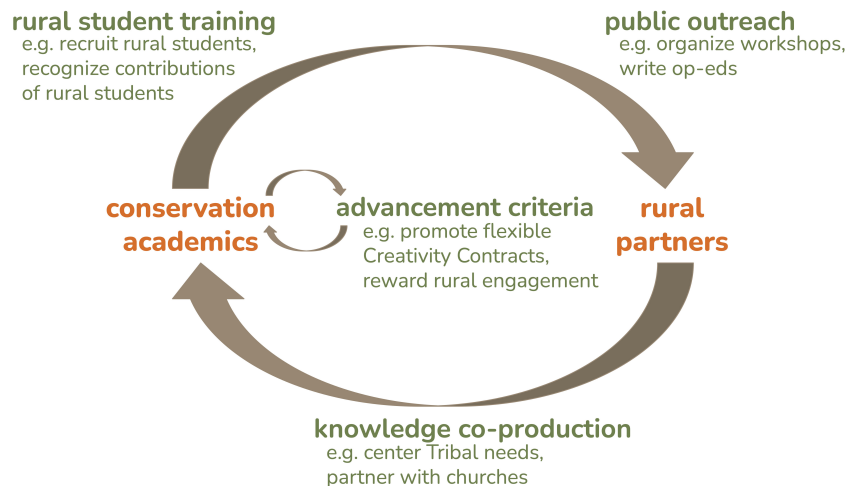 rural student training
e.g. recruit rural students,
recognize contributions
of rural students
public outreach
e.g. organize workshops,
write op-eds
conservation
academics
advancement criteria
e.g. promote flexible
Creativity Contracts,
reward rural engagement
rural
partners
knowledge co-production
e.g. center Tribal needs,
partner with churches